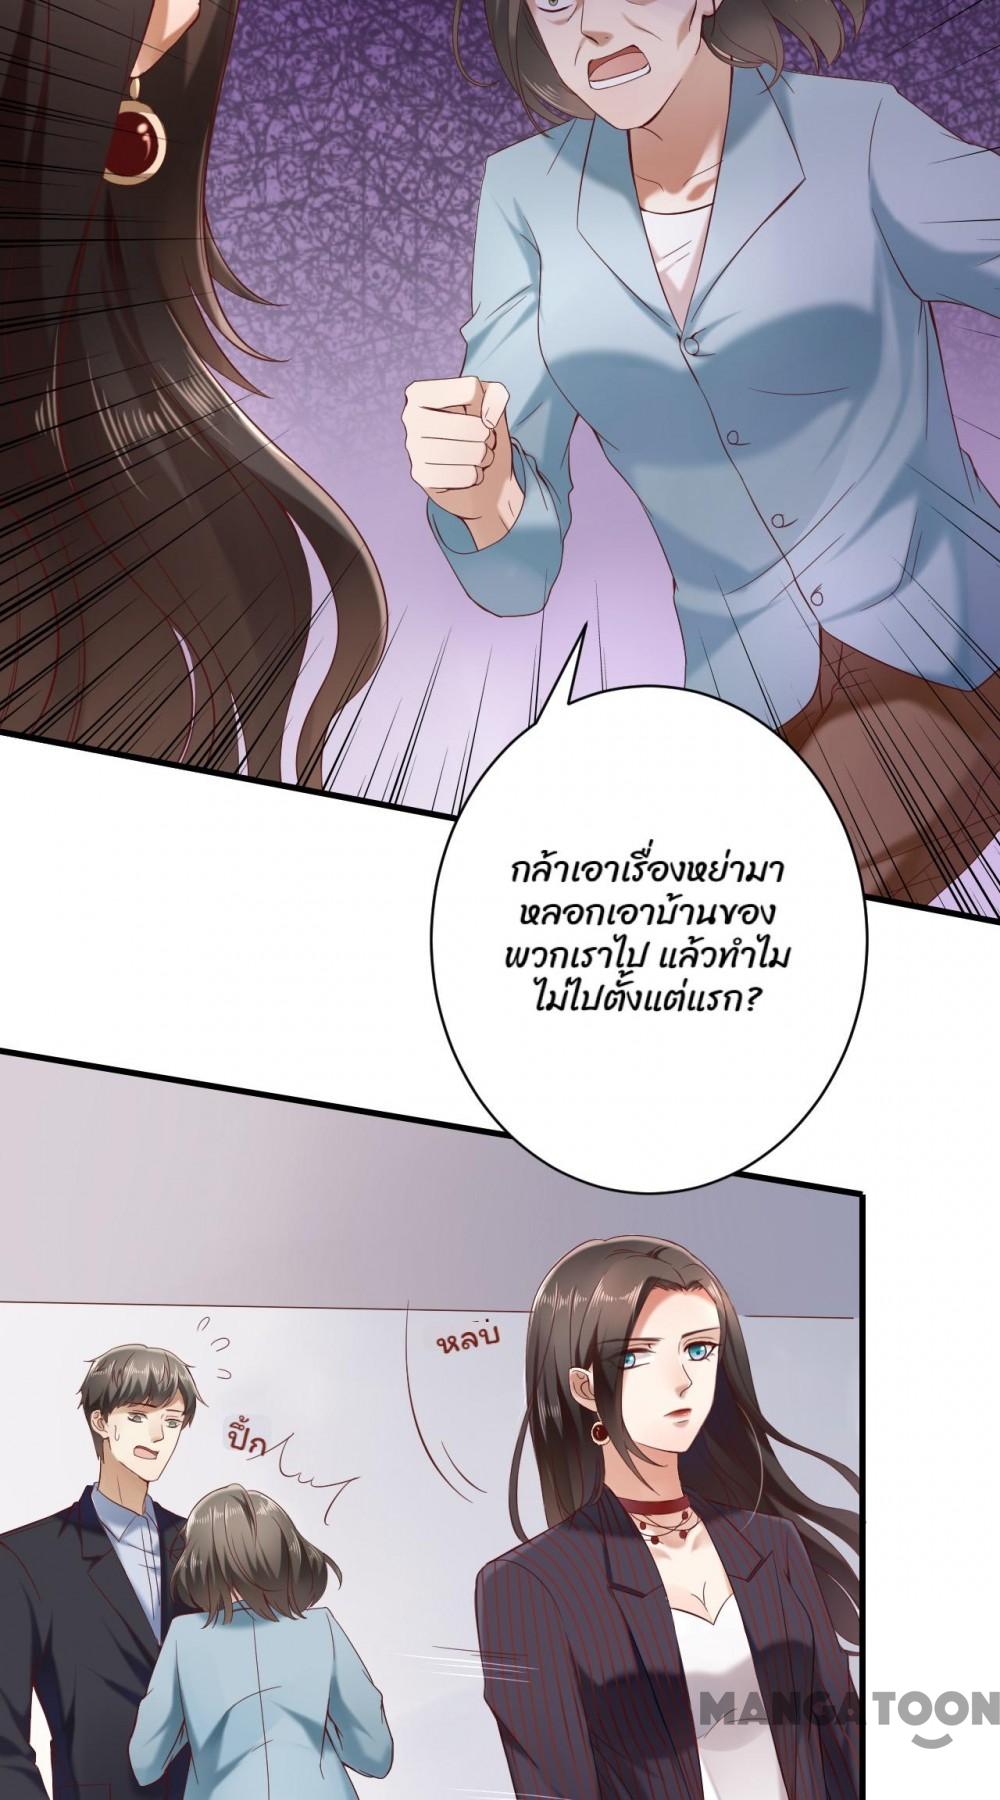 กล้าเอาเรื่องหย่ามา
หลอกเอาบ้านของ
พวกเราไป แล้วทำไม
ไม่ไปตั้งแต่แรก?
หลบ
ปึ้ก
MANGATOON